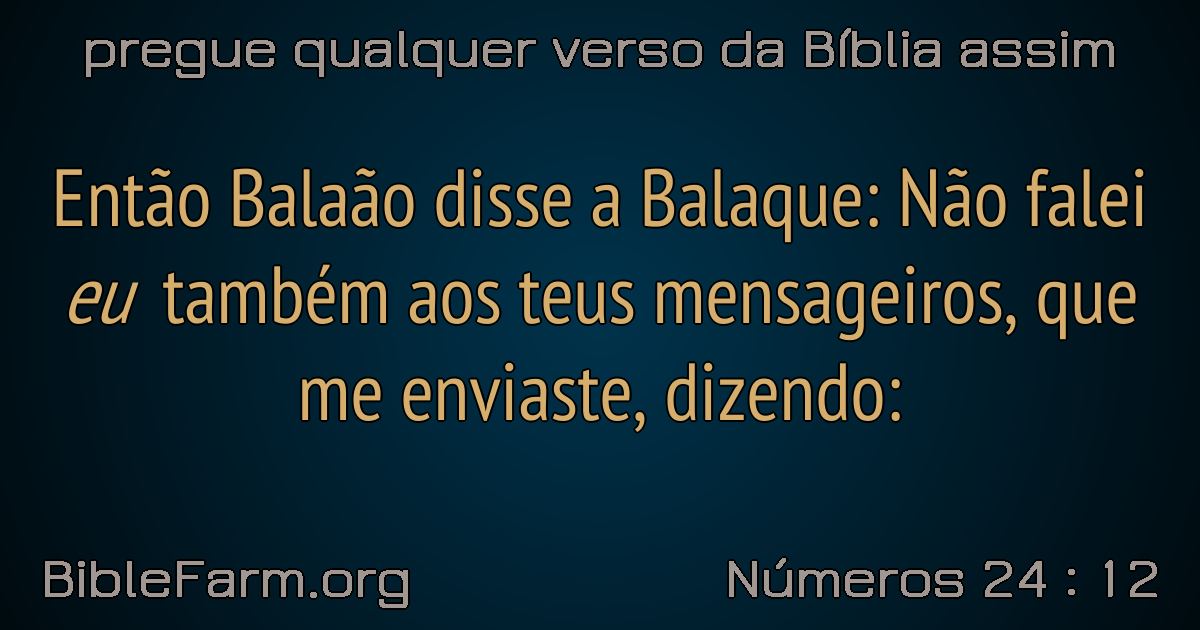 pregue qualquer verso da Bíblia assim
Então Balaão disse a Balaque: Não falei
eu também aos teus mensageiros, que
me enviaste, dizendo:
BibleFarm.org
Números 24 : 12